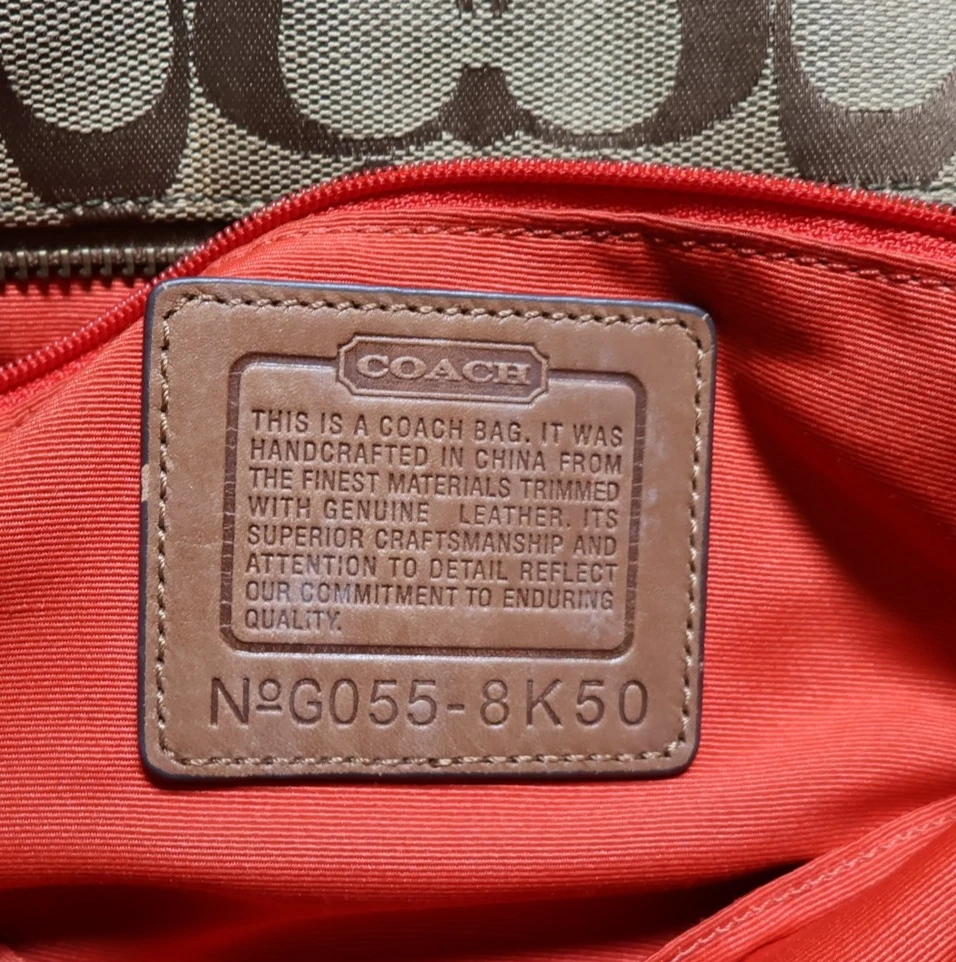 COACH
THIS IS A COACH BAG. IT WAS
HANDCRAFTED IN CHINA FROM
THE FINEST MATERIALS TRIMMED
WITH GENUINE LEATHER. ITS
SUPERIOR CRAFTSMANSHIP AND
ATTENTION TO DETAIL REFLECT
OUR COMMITMENT TO ENDURING
QUALITY.
NºG055-8K50